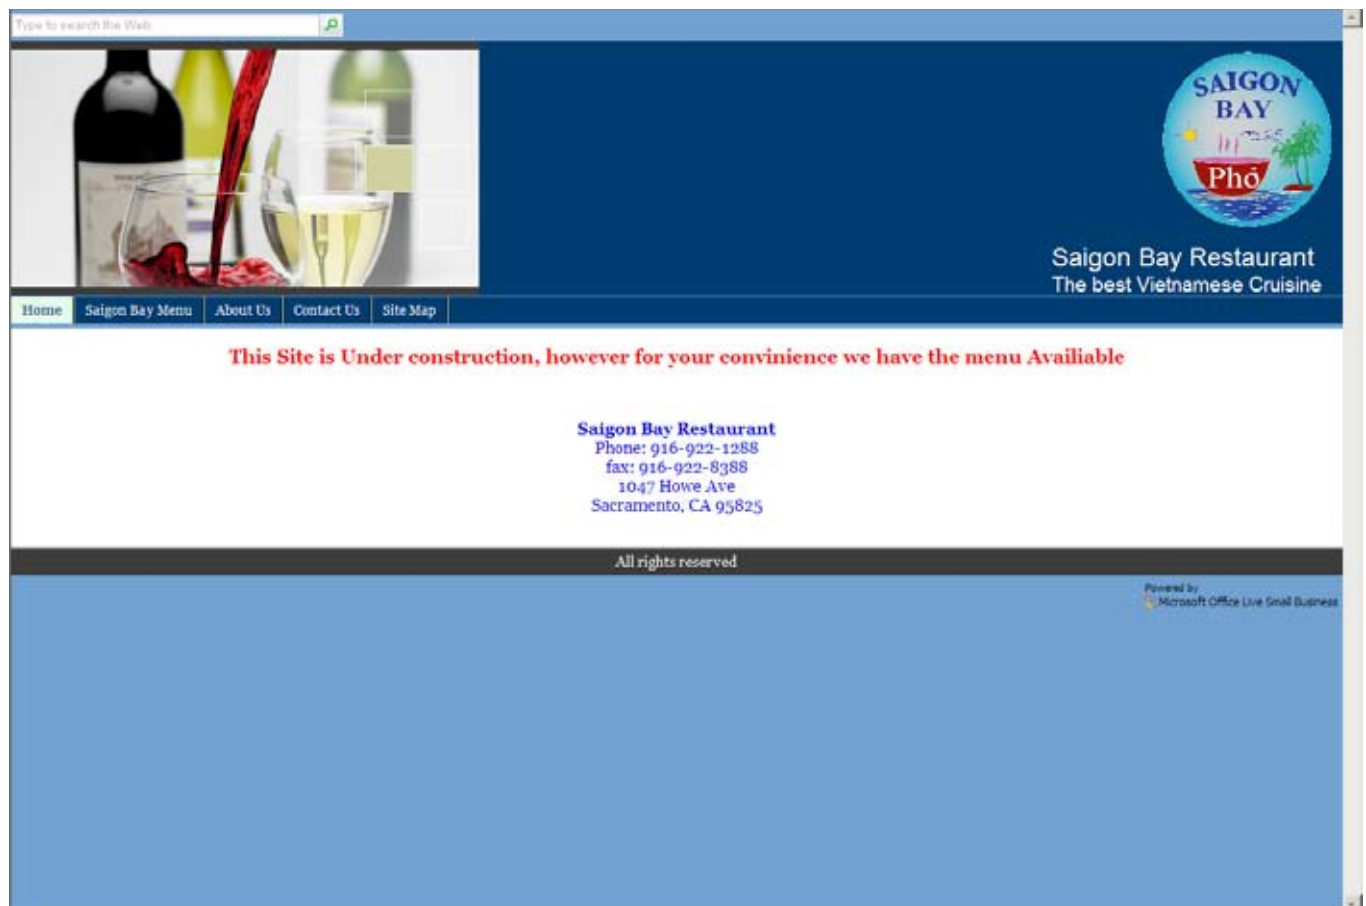 Type to search the Web
SAIGON
BAY
Phở
Saigon Bay Restaurant
The best Vietnamese Cruisine
Home Saigon Bay Menu About Us Contact Us Site Map
This Site is Under construction, however for your convinience we have the menu Availiable
Saigon Bay Restaurant
Phone: 916-922-1288
fax: 916-922-8388
1047 Howe Ave
Sacramento, CA 95825
All rights reserved
Powered by
Microsoft Office Live Small Business